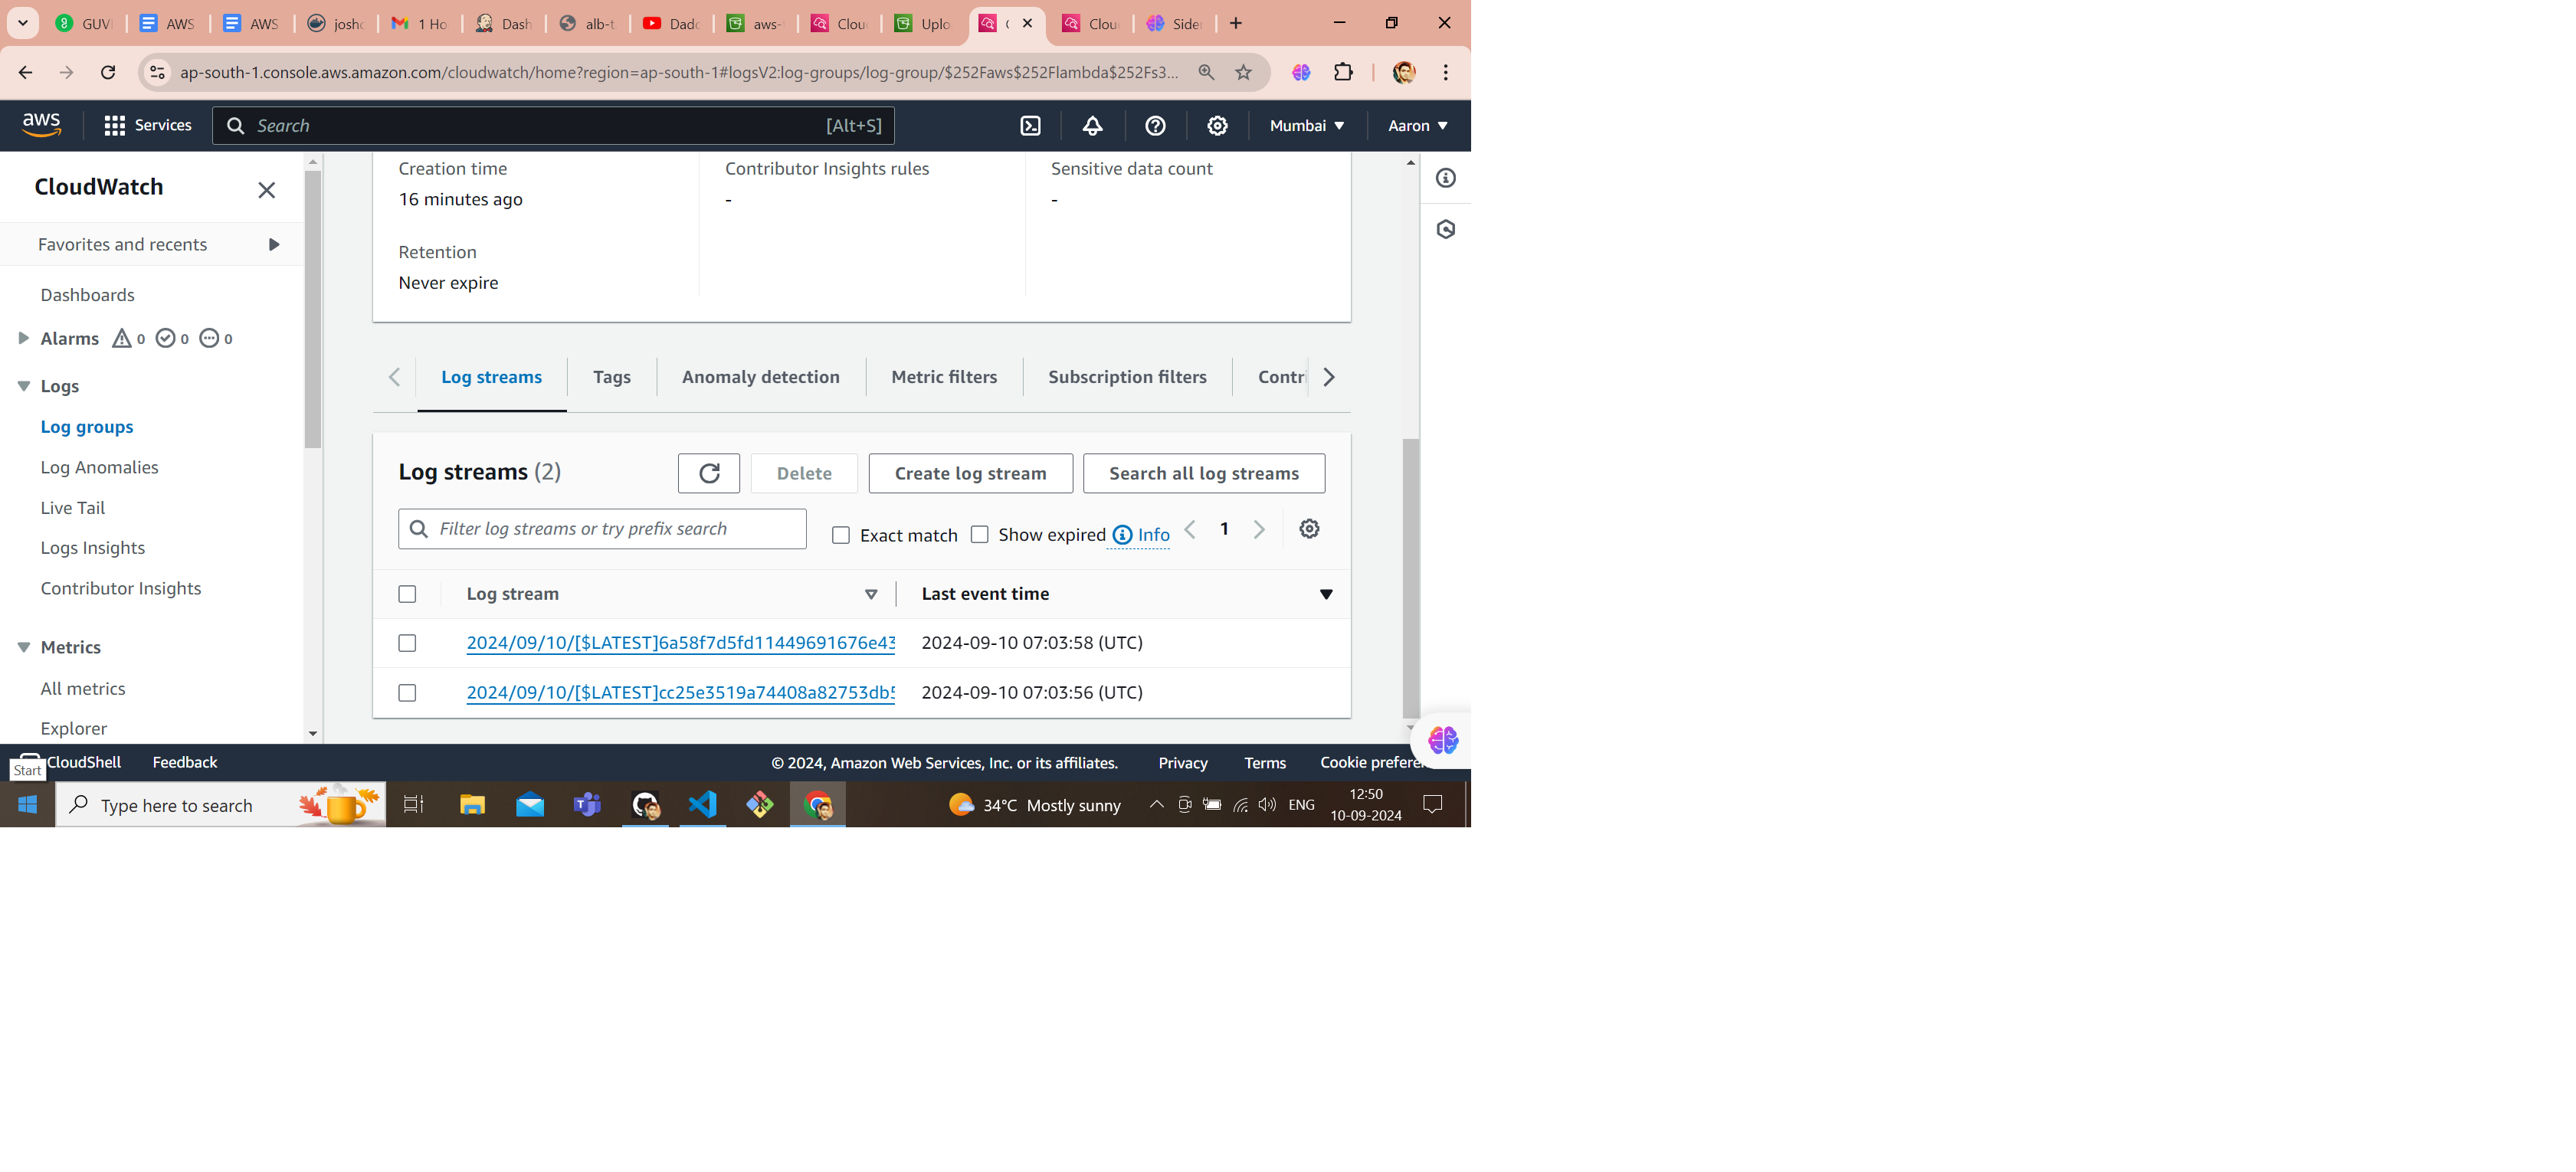 GUVI
AWS
AWS
josho
1 Ho
Dash
alb-t
Dado
aws-
Clou
Uplo
Clou
Sider
ap-south-1.console.aws.amazon.com/cloudwatch/home?region=ap-south-1#logsV2:log-groups/log-group/$252Faws$252Flambda$252Fs3...
aws
Services
Search
[Alt+S]
Mumbai
Aaron
CloudWatch
Favorites and recents
Dashboards
Alarms 0 0 0
Logs
Log groups
Log Anomalies
Live Tail
Logs Insights
Contributor Insights
Metrics
All metrics
Explorer
Creation time
16 minutes ago
Retention
Never expire
Contributor Insights rules
-
Sensitive data count
-
Log streams
Tags
Anomaly detection
Metric filters
Subscription filters
Contri
Log streams (2)
Delete
Create log stream
Search all log streams
Filter log streams or try prefix search
Exact match
Show expired
Info
1
Log stream
Last event time
2024/09/10/[$LATEST]6a58f7d5fd11449691676e43
2024-09-10 07:03:58 (UTC)
2024/09/10/[$LATEST]cc25e3519a74408a82753db5
2024-09-10 07:03:56 (UTC)
CloudShell
Feedback
© 2024, Amazon Web Services, Inc. or its affiliates.
Privacy
Terms
Cookie prefere
Start
Type here to search
34°C Mostly sunny
ENG
12:50
10-09-2024